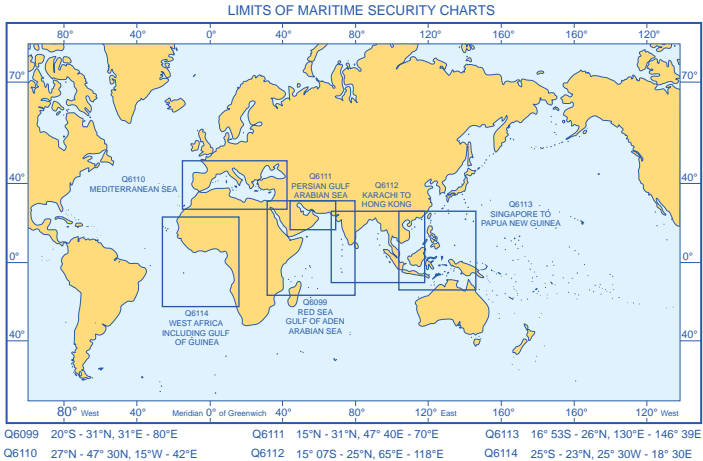 LIMITS OF MARITIME SECURITY CHARTS
80° 40° 0° 40° 80° 120° 160° 160° 120°
70° 70°
Q6110
MEDITERRANEAN SEA
Q6111
PERSIAN GULF
ARABIAN SEA
Q6112
KARACHI TO
HONG KONG
40° 40°
Q6113
SINGAPORE TO
PAPUA NEW GUINEA
0° 0°
Q6114
WEST AFRICA
INCLUDING GULF
OF GUINEA
Q6099
RED SEA
GULF OF ADEN
ARABIAN SEA
40° 40°
80° West 40° Meridian 0° of Greenwich 40° 80° 120° East 160° 160° 120° West
Q6099 20°S - 31°N, 31°E - 80°E Q6111 15°N - 31°N, 47° 40E - 70°E Q6113 16° 53S - 26°N, 130°E - 146° 39E
Q6110 27°N - 47° 30N, 15°W - 42°E Q6112 15° 07S - 25°N, 65°E - 118°E Q6114 25°S - 23°N, 25° 30W - 18° 30E